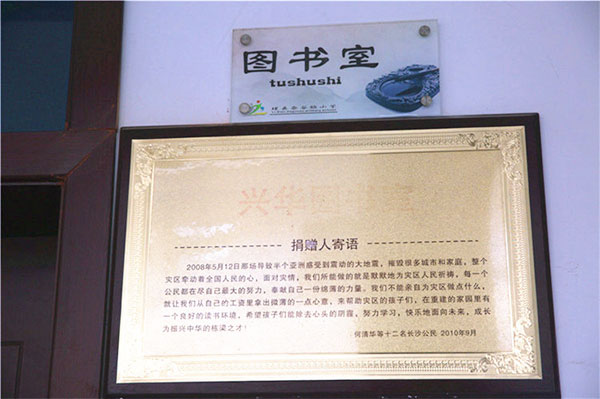 图书室
tushushi
兴华图书室
捐赠人寄语
2008年5月12日那场导致半个亚洲感受到震动的大地震，摧毁很多城市和家庭，整个
灾区牵动着全国人民的心，面对灾情，我们所能做的就是默默地为灾区人民祈祷，每一个
公民都在尽自己最大的努力，奉献自己一份绵薄的力量。我们不能亲自为灾区做点什么，
就让我们从自己的工资里拿出微薄的一点心意，来帮助灾区的孩子们，在重建的家园里有
一个良好的读书环境，希望孩子们能除去心头的阴霾，努力学习，快乐地面向未来，成长
为振兴中华的栋梁之才！
何清华等十二名长沙公民 2010年9月